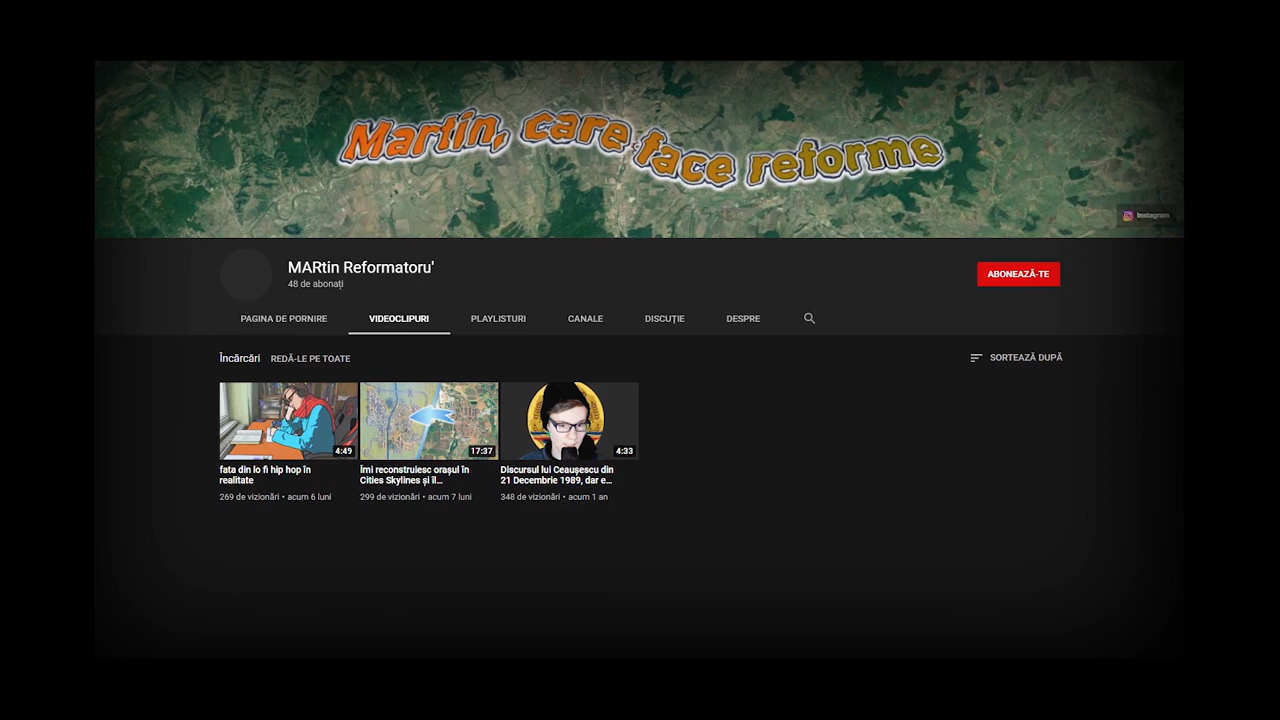 Martin, care face reforme
Instagram
MARtin Reformatoru'
48 de abonați
ABONEAZĂ-TE
PAGINA DE PORNIRE VIDEOCLIPURI PLAYLISTURI CANALE DISCUȚIE DESPRE
Încărcări REDĂ-LE PE TOATE SORTEAZĂ DUPĂ
4:49
17:37
4:33
fata din lo fi hip hop în
realitate
269 de vizionări • acum 6 luni
Îmi reconstruiesc orașul în
Cities Skylines și îl...
299 de vizionări • acum 7 luni
Discursul lui Ceaușescu din
21 Decembrie 1989, dar e...
348 de vizionări • acum 1 an